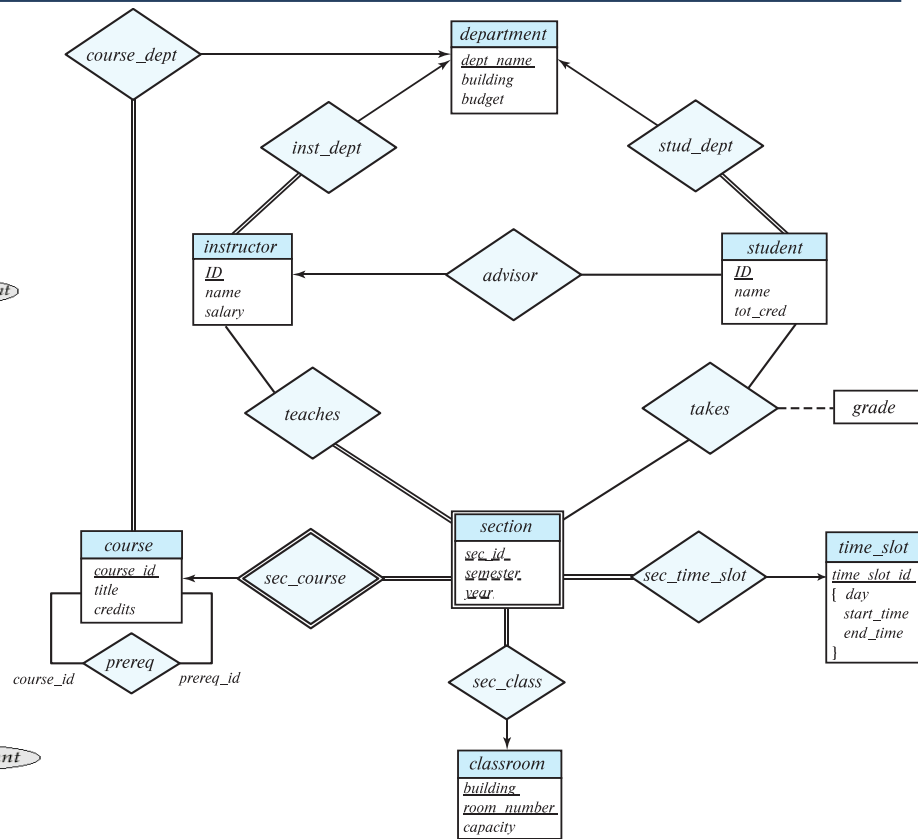 department
course_dept
dept_name
building
budget
inst_dept
stud_dept
instructor
ID
name
salary
advisor
student
ID
name
tot_cred
teaches
takes
grade
section
sec_id
semester
year
course
course_id
title
credits
sec_course
sec_time_slot
time_slot
time_slot_id
{ day
start_time
end_time
}
prereq
course_id
prereq_id
sec_class
classroom
building
room_number
capacity